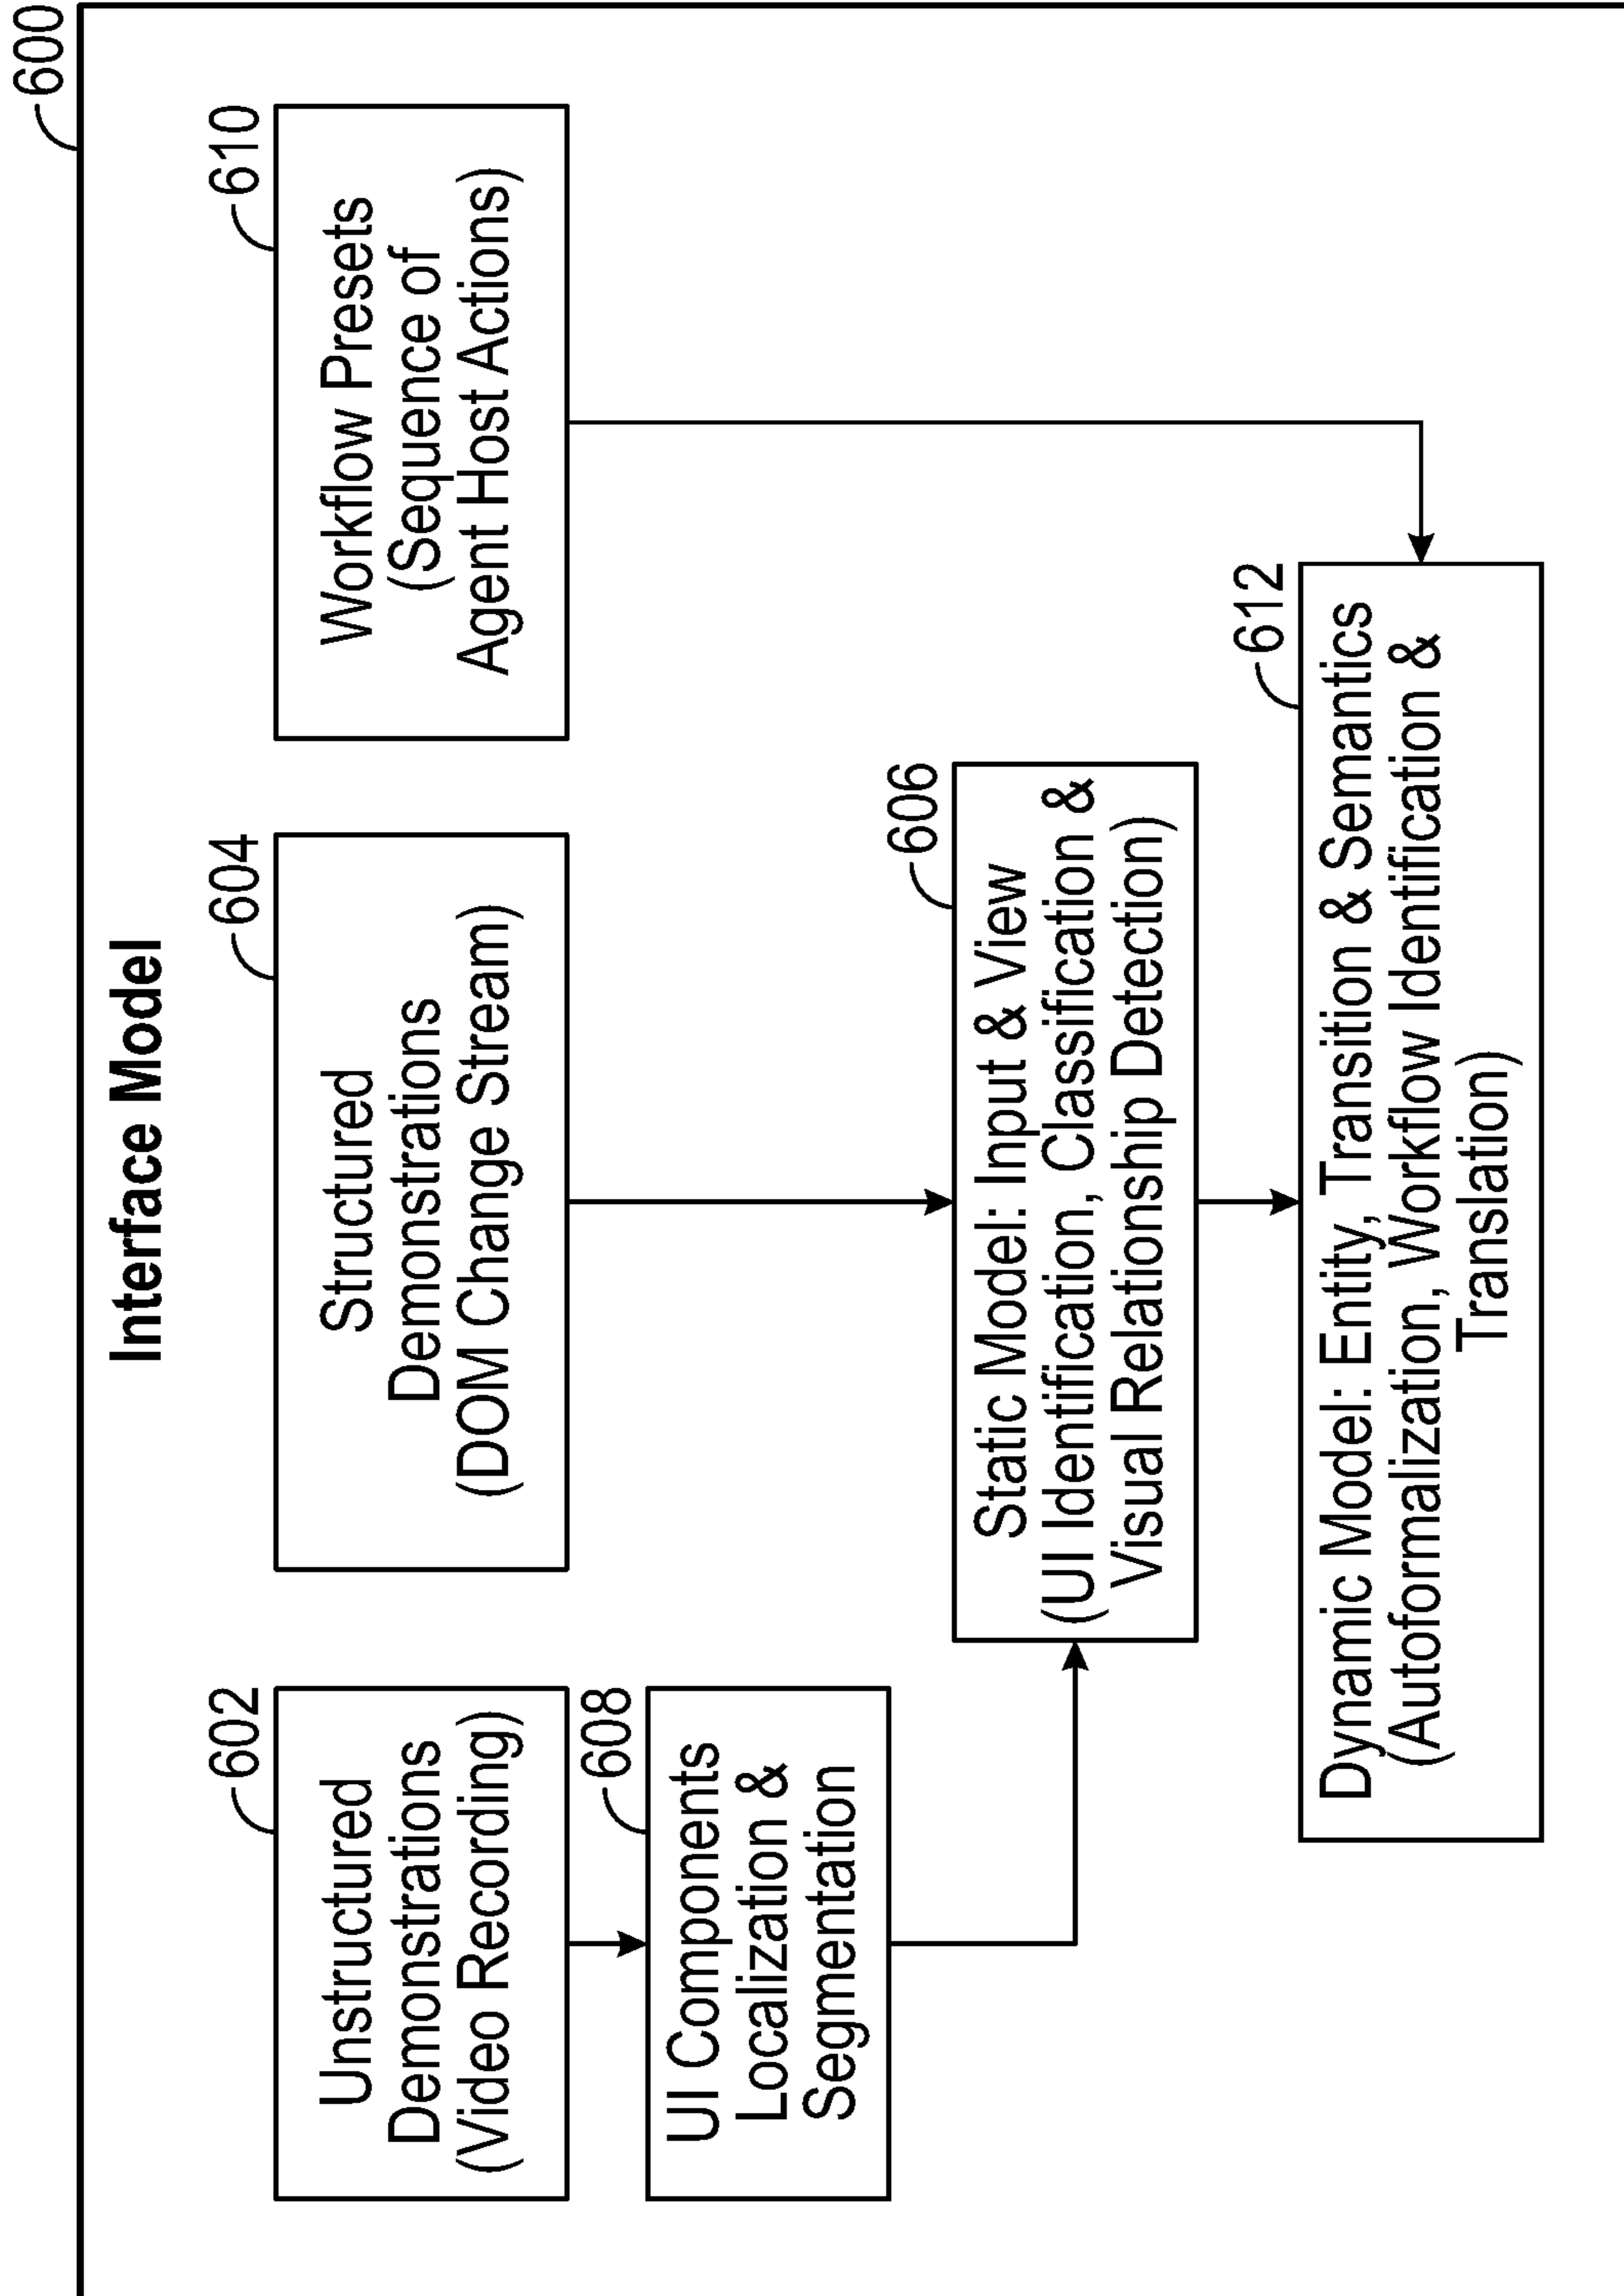 600
Interface Model
602
Unstructured
Demonstrations
(Video Recording)
604
Structured
Demonstrations
(DOM Change Stream)
610
Workflow Presets
(Sequence of
Agent Host Actions)
608
UI Components
Localization &
Segmentation
606
Static Model: Input & View
(UI Identification, Classification &
Visual Relationship Detection)
612
Dynamic Model: Entity, Transition & Semantics
(Autoformalization, Workflow Identification &
Translation)